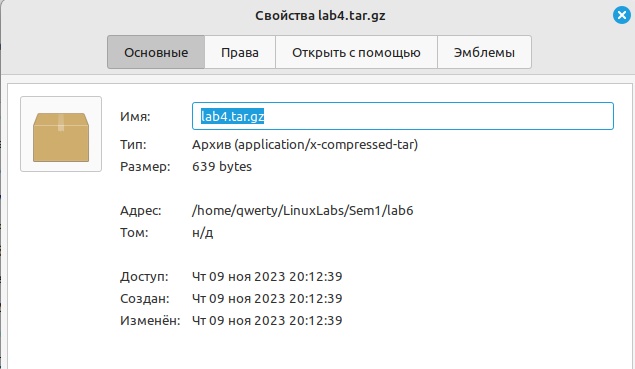 Свойства lab4.tar.gz
Основные Права Открыть с помощью Эмблемы
Имя: lab4.tar.gz
Тип: Архив (application/x-compressed-tar)
Размер: 639 bytes
Адрес: /home/qwerty/LinuxLabs/Sem1/lab6
Том: н/д
Доступ: Чт 09 ноя 2023 20:12:39
Создан: Чт 09 ноя 2023 20:12:39
Изменён: Чт 09 ноя 2023 20:12:39